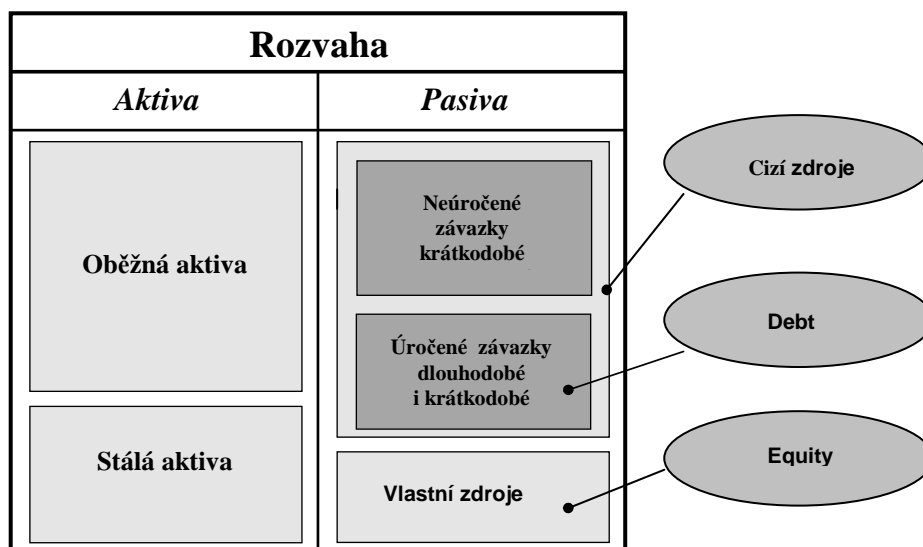 Rozvaha
Aktiva
Pasiva
Oběžná aktiva
Stálá aktiva
Neúročené
závazky
krátkodobé
Úročené závazky
dlouhodobé
i krátkodobé
Vlastní zdroje
Cizí zdroje
Debt
Equity